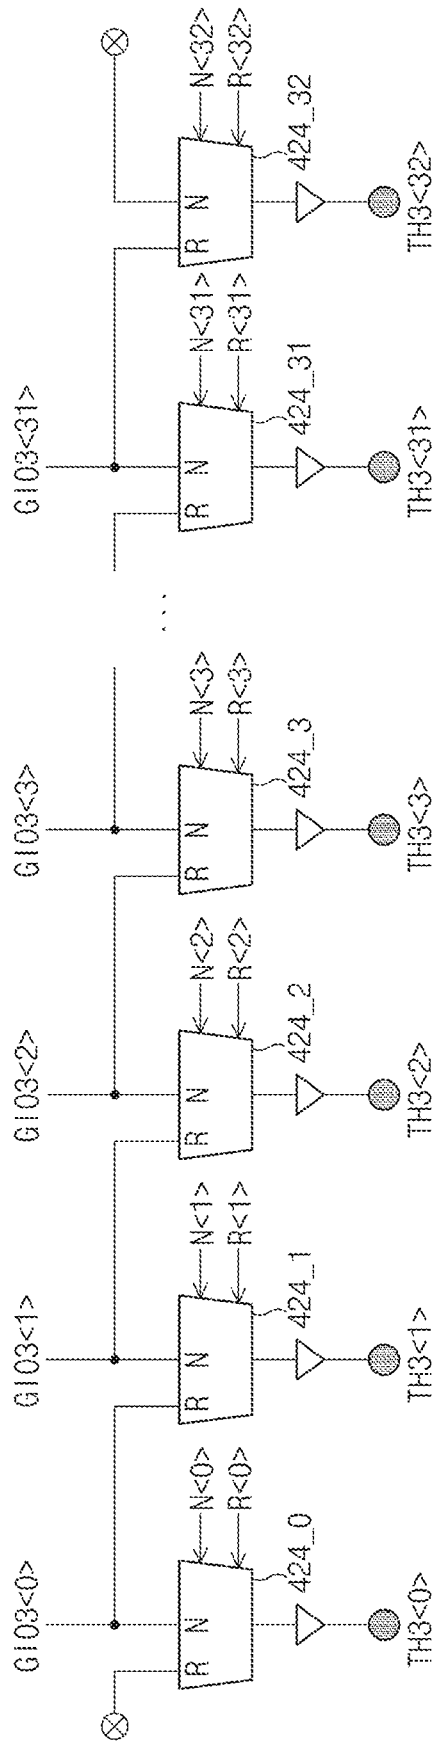 GIO3<0>
GIO3<1>
GIO3<2>
GIO3<3>
GIO3<31>
R N
N<0>
R<0>
424_0
R N
N<1>
R<1>
424_1
R N
N<2>
R<2>
424_2
R N
N<3>
R<3>
424_3
...
R N
N<31>
R<31>
424_31
R N
N<32>
R<32>
424_32
TH3<0>
TH3<1>
TH3<2>
TH3<3>
TH3<31>
TH3<32>